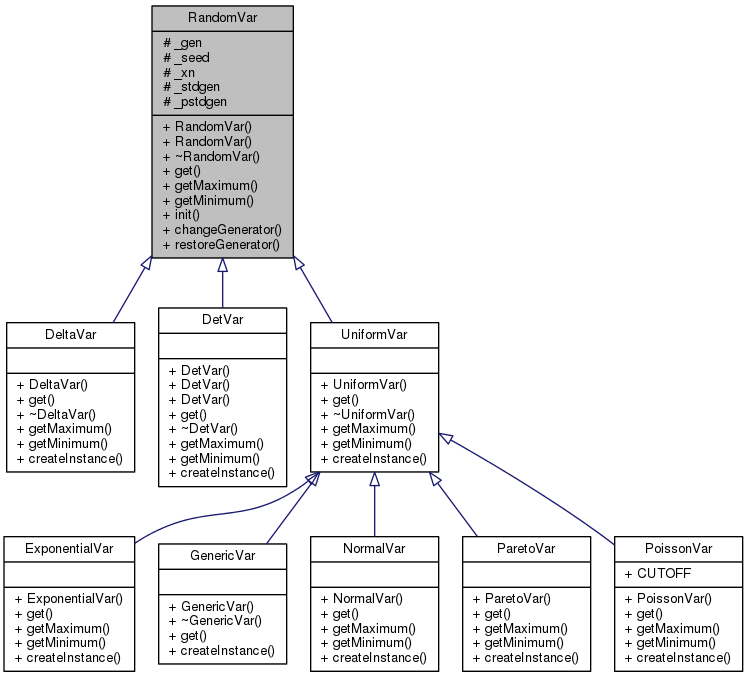 RandomVar
# _gen
# _seed
# _xn
# _stdgen
# _pstdgen
+ RandomVar()
+ RandomVar()
+ ~RandomVar()
+ get()
+ getMaximum()
+ getMinimum()
+ init()
+ changeGenerator()
+ restoreGenerator()
DeltaVar
+ DeltaVar()
+ get()
+ ~DeltaVar()
+ getMaximum()
+ getMinimum()
+ createInstance()
DetVar
+ DetVar()
+ DetVar()
+ DetVar()
+ get()
+ ~DetVar()
+ getMaximum()
+ getMinimum()
+ createInstance()
UniformVar
+ UniformVar()
+ get()
+ ~UniformVar()
+ getMaximum()
+ getMinimum()
+ createInstance()
ExponentialVar
+ ExponentialVar()
+ get()
+ getMaximum()
+ getMinimum()
+ createInstance()
GenericVar
+ GenericVar()
+ ~GenericVar()
+ get()
+ createInstance()
NormalVar
+ NormalVar()
+ get()
+ getMaximum()
+ getMinimum()
+ createInstance()
ParetoVar
+ ParetoVar()
+ get()
+ getMaximum()
+ getMinimum()
+ createInstance()
PoissonVar
+ CUTOFF
+ PoissonVar()
+ get()
+ getMaximum()
+ getMinimum()
+ createInstance()